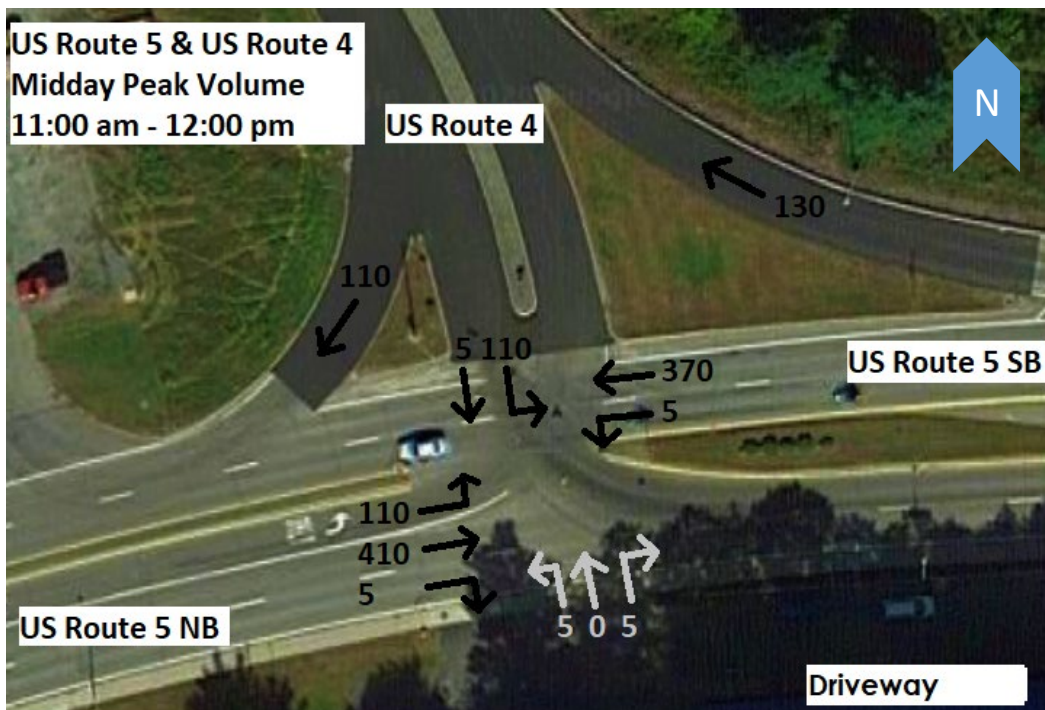 US Route 5 & US Route 4
Midday Peak Volume
11:00 am - 12:00 pm
N
US Route 4
130
110
5 110
370
US Route 5 SB
5
110
410
5
5 0 5
US Route 5 NB
Driveway